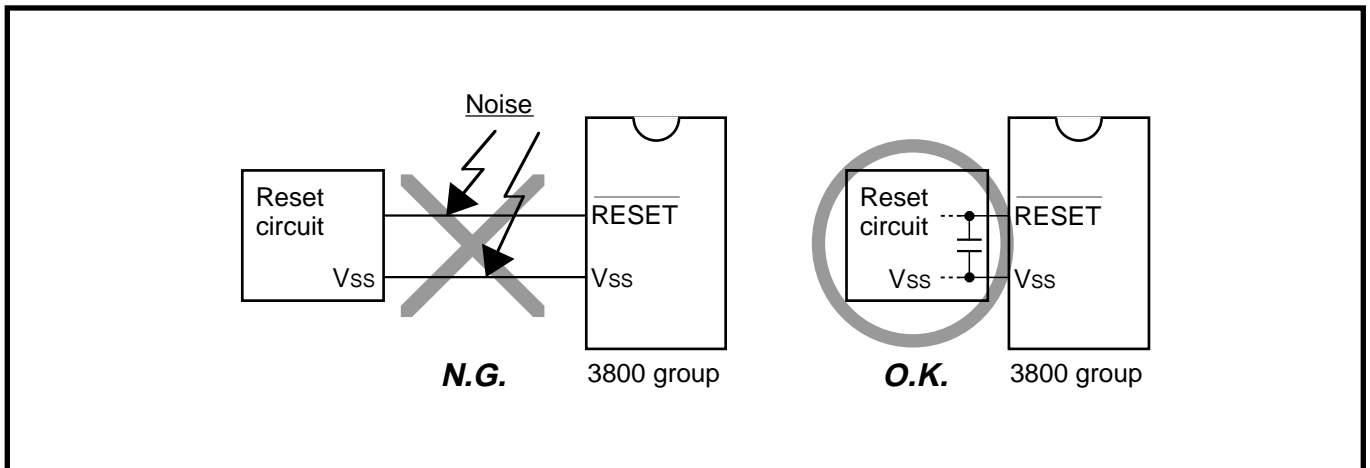 Noise
Reset
circuit
RESET
Vss
Vss
N.G.
3800 group
Reset
circuit
RESET
Vss
Vss
O.K.
3800 group